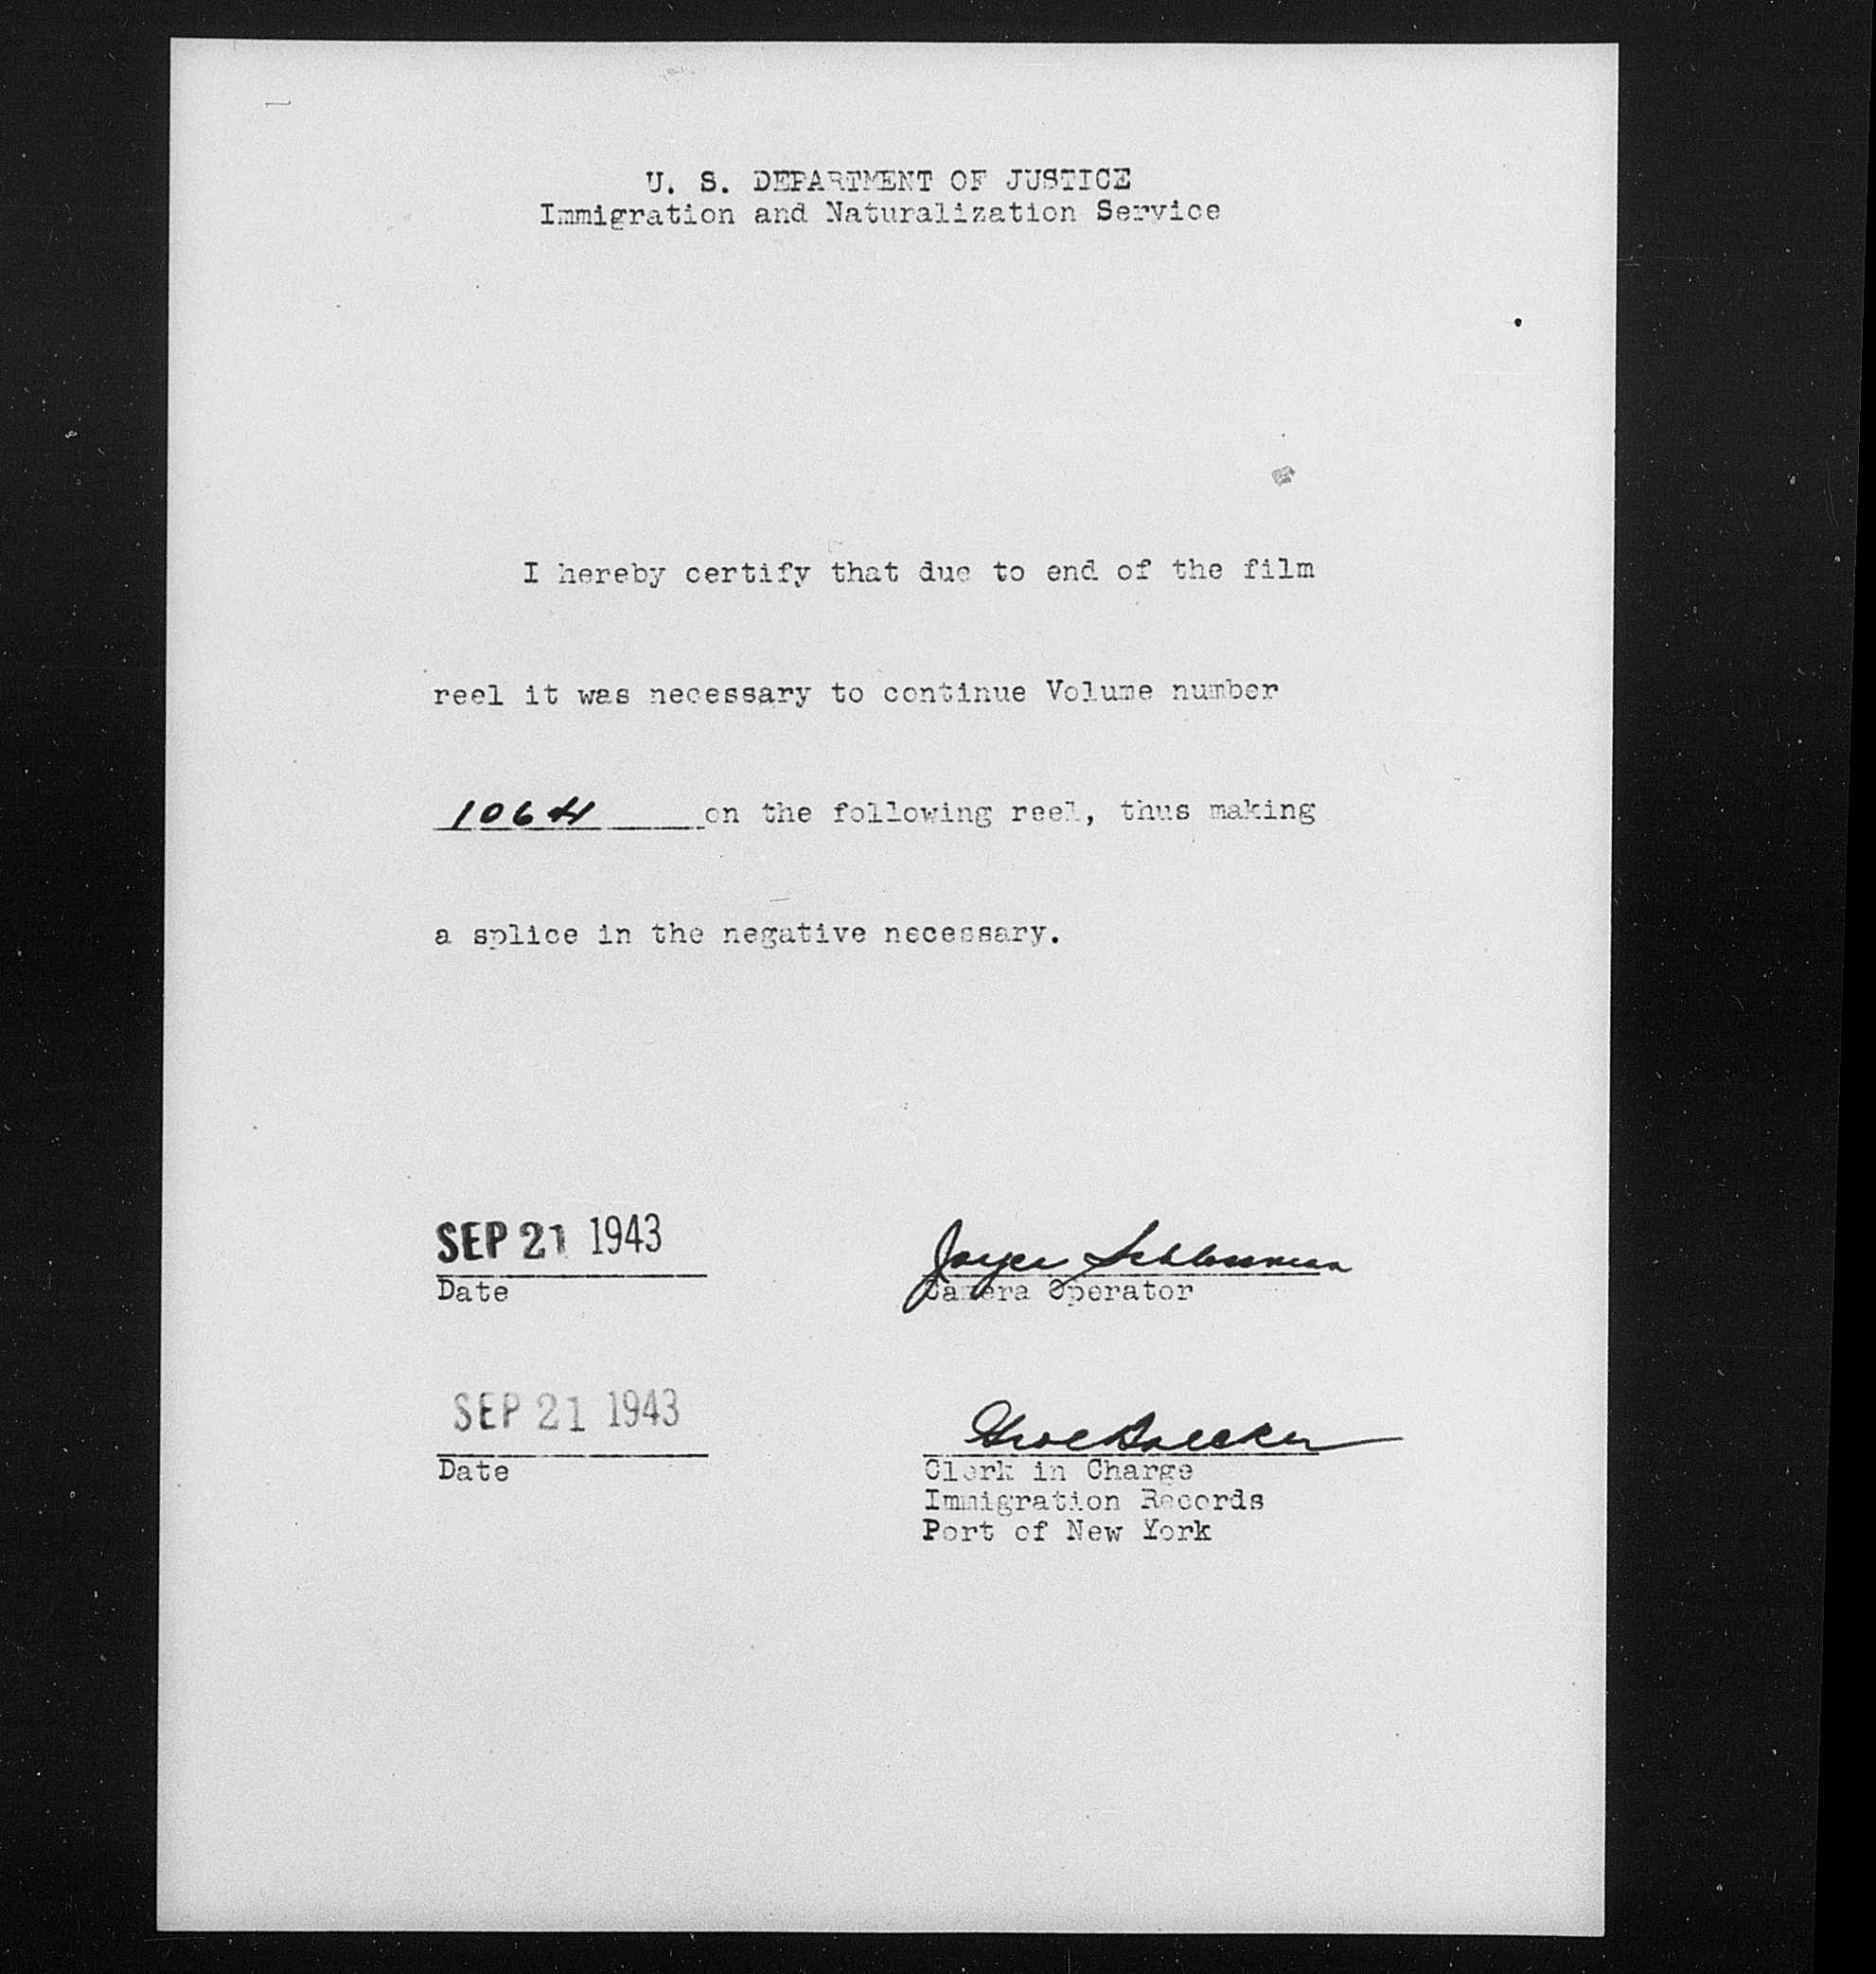 U. S. DEPARTMENT OF JUSTICE
Immigration and Naturalization Service
I hereby certify that due to end of the film
reel it was necessary to continue Volume number
1064 on the following reel, thus making
a splice in the negative necessary.
SEP 21 1943
Date
Joyce
Camera Operator
SEP 21 1943
Date
Clerk in Charge
Immigration Records
Port of New York